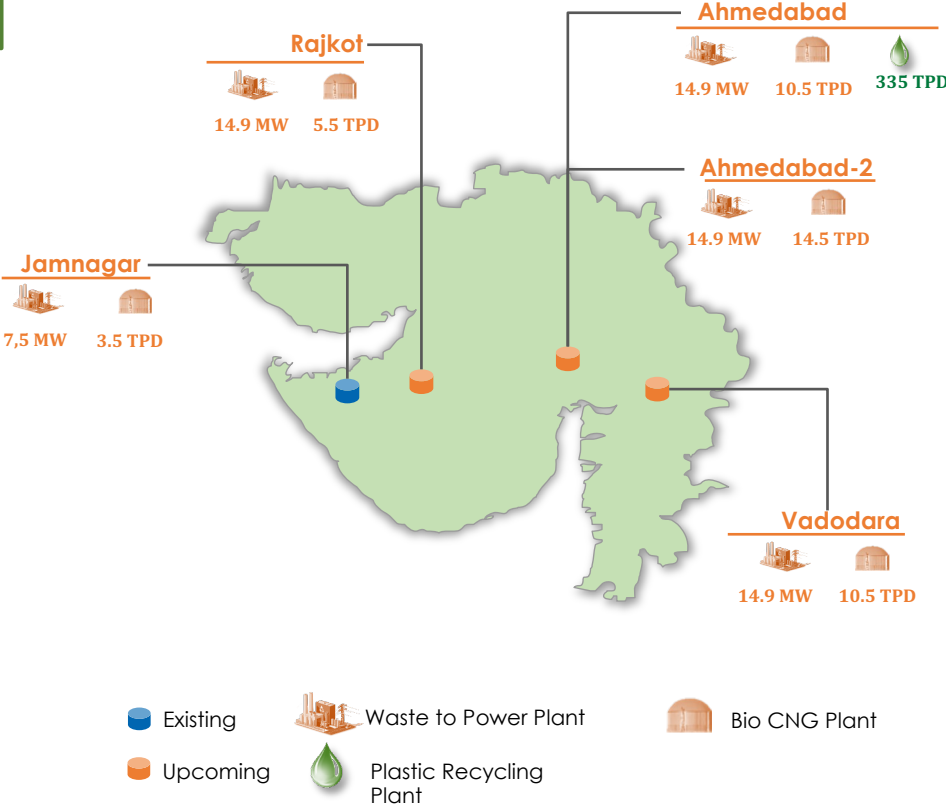 Ahmedabad
14.9 MW 10.5 TPD 335 TPD
Rajkot
14.9 MW 5.5 TPD
Ahmedabad-2
14.9 MW 14.5 TPD
Jamnagar
7,5 MW 3.5 TPD
Vadodara
14.9 MW 10.5 TPD
Existing Waste to Power Plant Bio CNG Plant
Upcoming Plastic Recycling
Plant